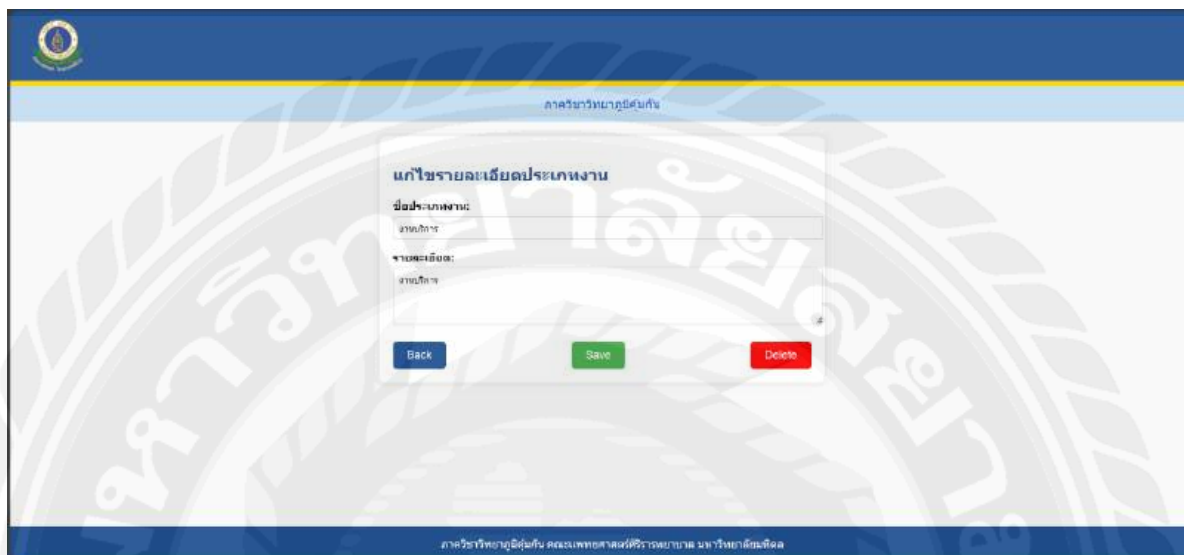 ภาควิชาวิทยาภูมิคุ้มกัน
แก้ไขรายละเอียดประเภทงาน
ชื่อประเภทงาน:
งานบริการ
รายละเอียด:
งานบริการ
Back Save Delete
ภาควิชาวิทยาภูมิคุ้มกัน คณะแพทยศาสตร์ศิริราชพยาบาล มหาวิทยาลัยมหิดล